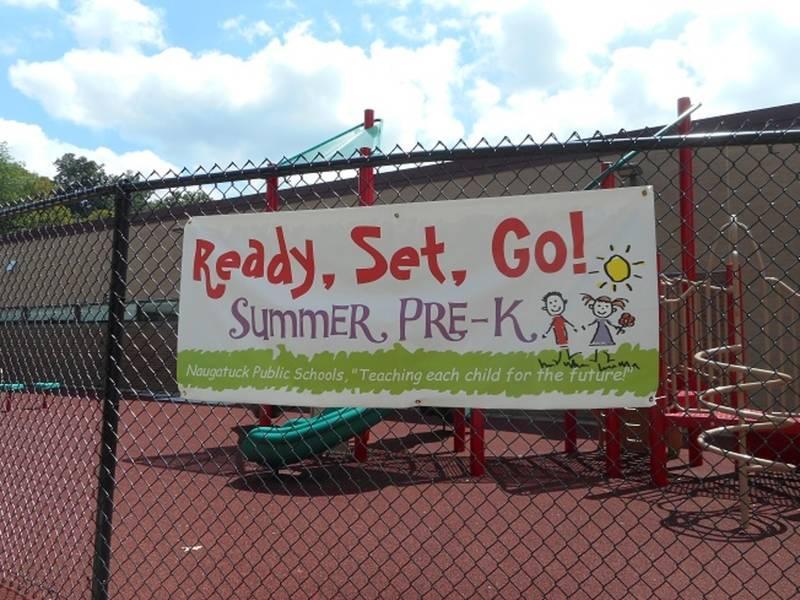 Ready, Set, Go!
Summer Pre-K
Naugatuck Public Schools, "Teaching each child for the future!"